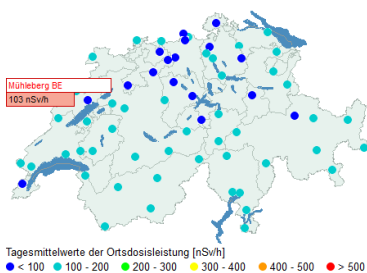 Mühleberg BE
103 nSv/h
Tagesmittelwerte der Ortsdosisleistung [nSv/h]
< 100 100 - 200 200 - 300 300 - 400 400 - 500 > 500